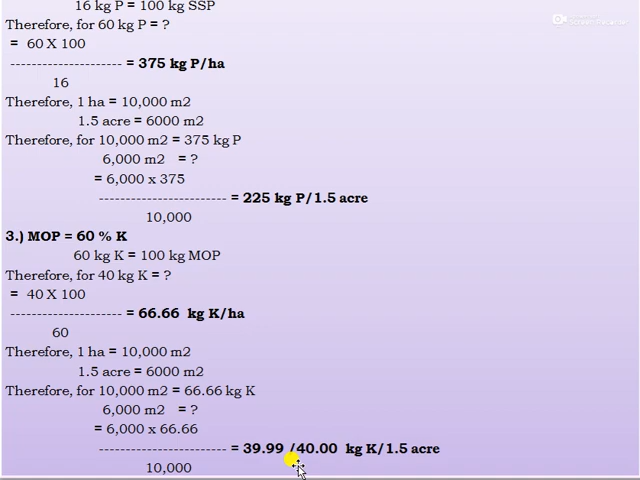 16 kg P = 100 kg SSP
Therefore, for 60 kg P = ?
= 60 X 100
--------------------- = 375 kg P/ha
16
Therefore, 1 ha = 10,000 m2
1.5 acre = 6000 m2
Therefore, for 10,000 m2 = 375 kg P
6,000 m2 = ?
= 6,000 x 375
------------------------ = 225 kg P/1.5 acre
10,000
3.) MOP = 60 % K
60 kg K = 100 kg MOP
Therefore, for 40 kg K = ?
= 40 X 100
--------------------- = 66.66 kg K/ha
60
Therefore, 1 ha = 10,000 m2
1.5 acre = 6000 m2
Therefore, for 10,000 m2 = 66.66 kg K
6,000 m2 = ?
= 6,000 x 66.66
------------------------ = 39.99 /40.00 kg K/1.5 acre
10,000